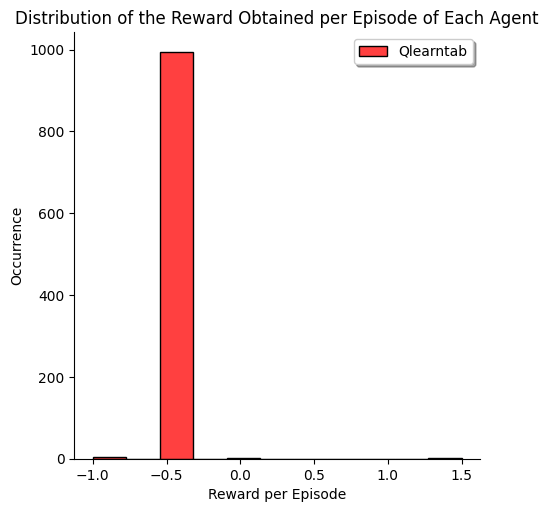 Distribution of the Reward Obtained per Episode of Each Agent
Qlearntab
Occurrence
1000
800
600
400
200
0
−1.0 −0.5 0.0 0.5 1.0 1.5
Reward per Episode